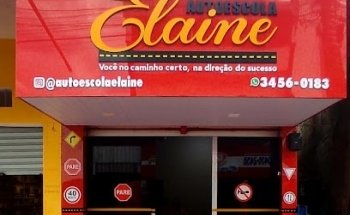 AUTOESCOLA
Elaine
Você no caminho certo, na direção do sucesso
@autoescolaelaine
3456-0183
PARE
PARE
40